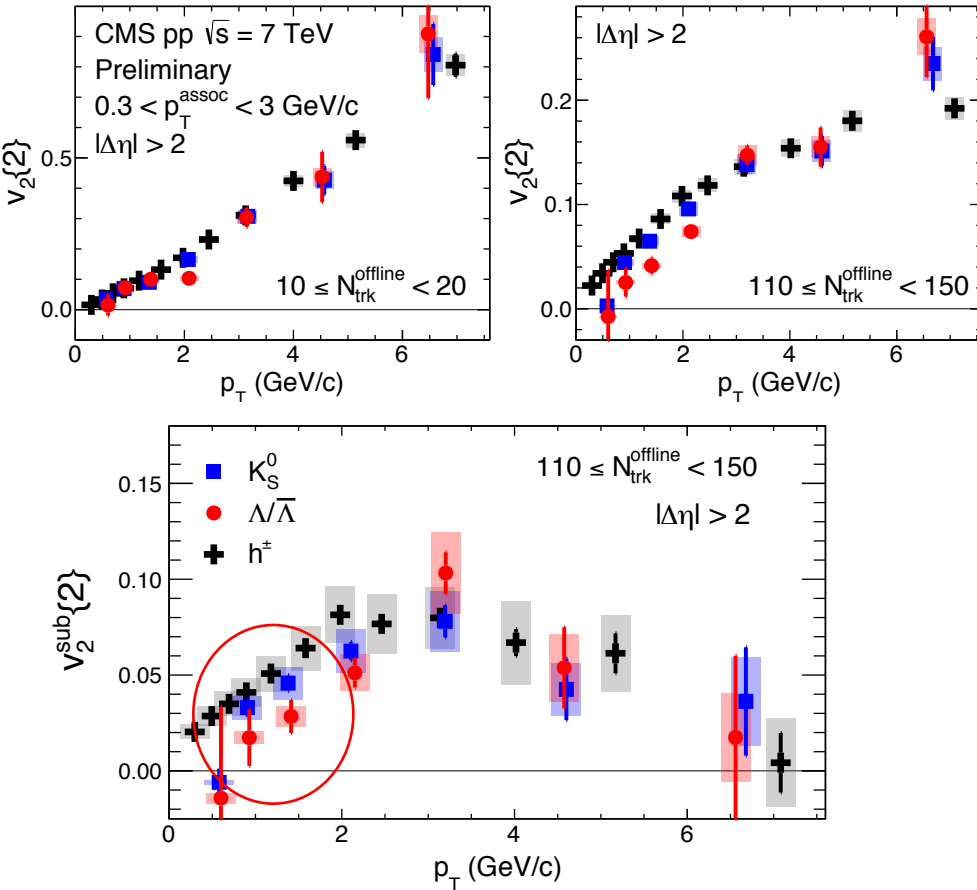 CMS pp √s = 7 TeV
Preliminary
0.3 < p_T^assoc < 3 GeV/c
|Δη| > 2
10 ≤ N_trk^offline < 20
v₂{2}
0.5
0.0
0 2 4 6
p_T (GeV/c)
|Δη| > 2
110 ≤ N_trk^offline < 150
v₂{2}
0.2
0.1
0.0
0 2 4 6
p_T (GeV/c)
K_S^0
Λ/Λ̅
h^±
110 ≤ N_trk^offline < 150
|Δη| > 2
v₂^sub{2}
0.15
0.10
0.05
0.00
0 2 4 6
p_T (GeV/c)